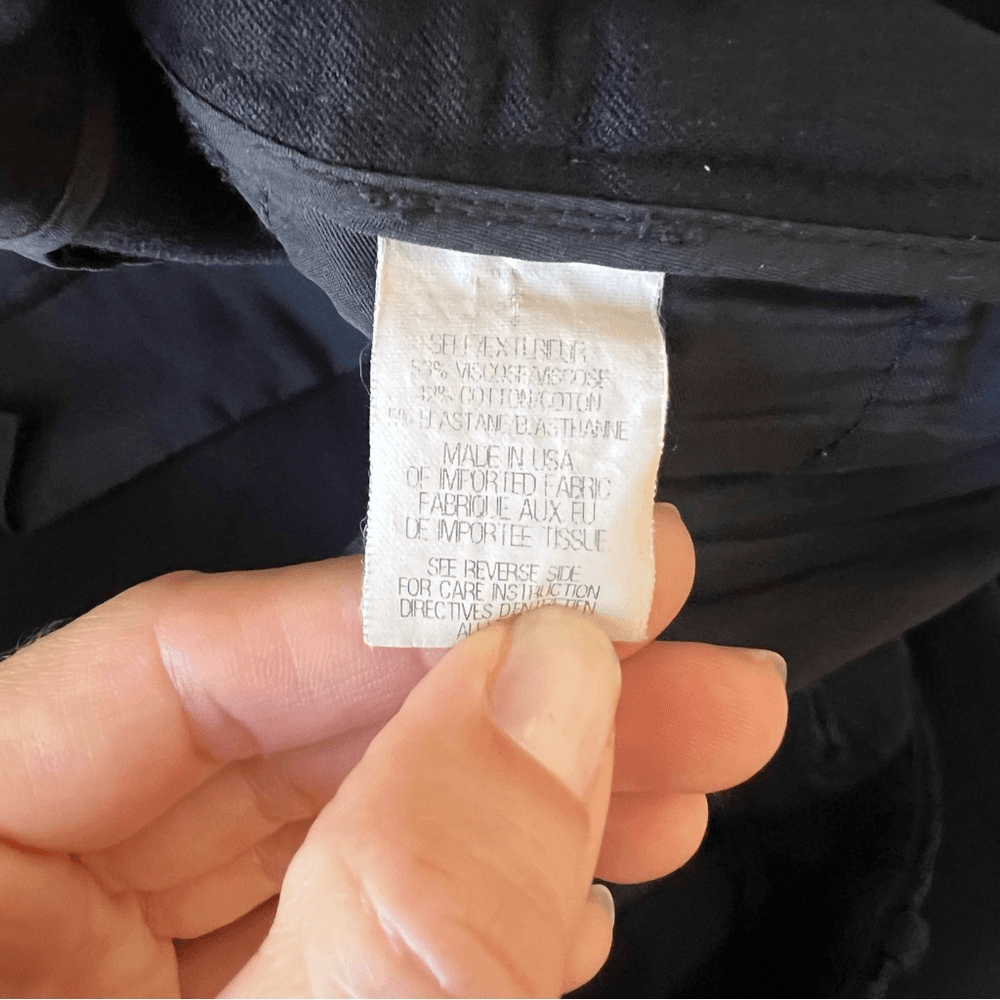 SELF/EXTERIEUR
VISCOSE/VISCOSE
COTTON/COTON
ELASTANE/ELASTHANNE
MADE IN USA
OF IMPORTED FABRIC
FABRIQUE AUX EU
DE IMPORTEE TISSUE
SEE REVERSE SIDE
FOR CARE INSTRUCTION
DIRECTIVES D'ENTRETIEN